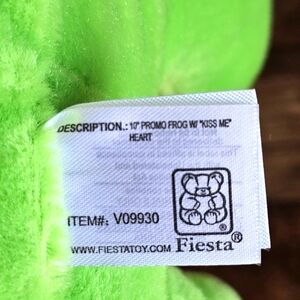 DESCRIPTION.: 10" PROMO FROG W/ "KISS ME"
HEART
ITEM#: V09930
WWW.FIESTATOY.COM Fiesta®